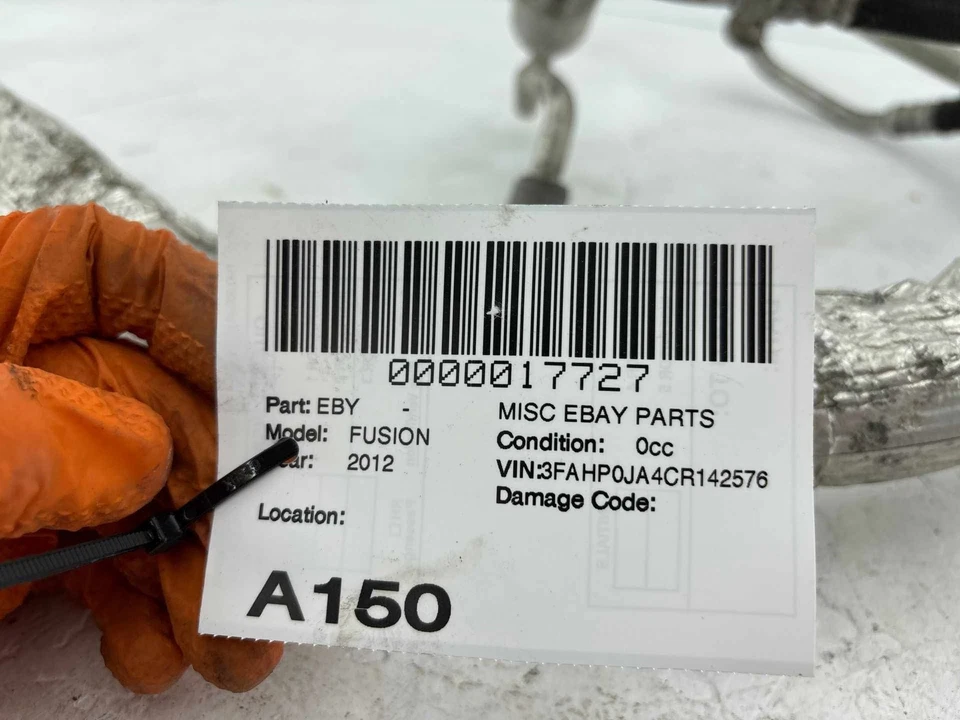 0000017727
Part: EBY - MISC EBAY PARTS
Model: FUSION Condition: 0cc
ear: 2012 VIN:3FAHP0JA4CR142576
Damage Code:
Location:
A150